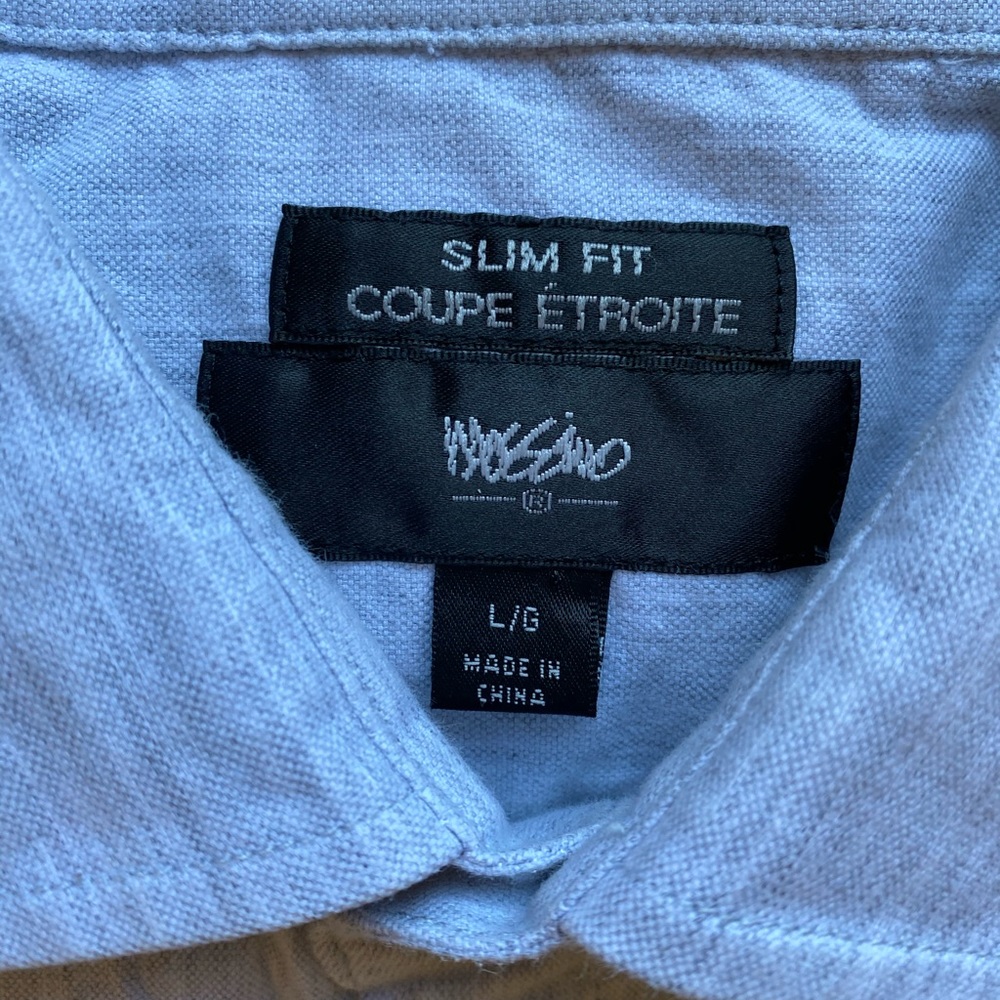 SLIM FIT
COUPE ÉTROITE
mossimo
®
L/G
MADE IN
CHINA